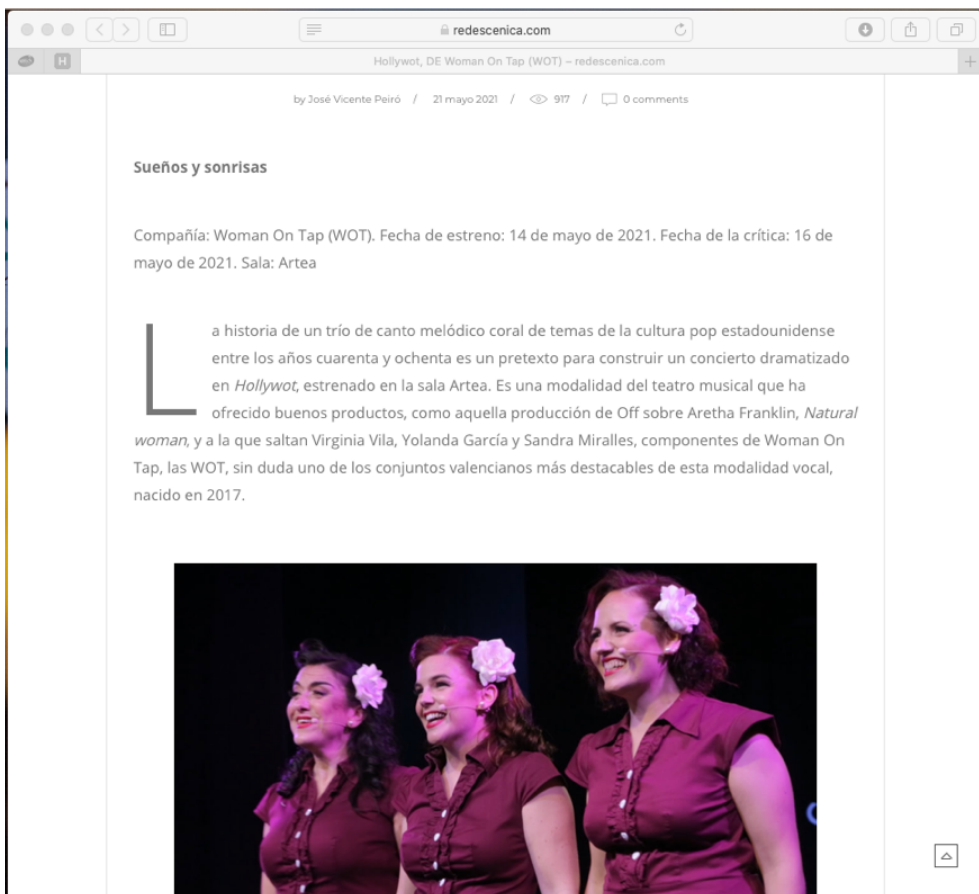 redescenica.com
H
Hollywot, DE Woman On Tap (WOT) – redescenica.com
by José Vicente Peiró / 21 mayo 2021 / 917 / 0 comments
Sueños y sonrisas
Compañía: Woman On Tap (WOT). Fecha de estreno: 14 de mayo de 2021. Fecha de la crítica: 16 de
mayo de 2021. Sala: Artea
La historia de un trío de canto melódico coral de temas de la cultura pop estadounidense
entre los años cuarenta y ochenta es un pretexto para construir un concierto dramatizado
en Hollywot, estrenado en la sala Artea. Es una modalidad del teatro musical que ha
ofrecido buenos productos, como aquella producción de Off sobre Aretha Franklin, Natural
woman, y a la que saltan Virginia Vila, Yolanda García y Sandra Miralles, componentes de Woman On
Tap, las WOT, sin duda uno de los conjuntos valencianos más destacables de esta modalidad vocal,
nacido en 2017.